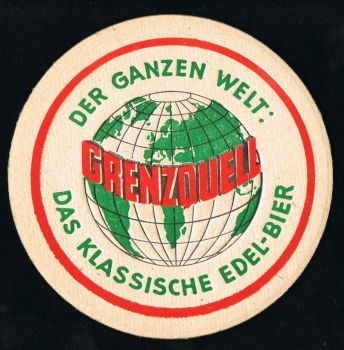 DER GANZEN WELT:
GRENZQUELL
DAS KLASSISCHE EDEL-BIER